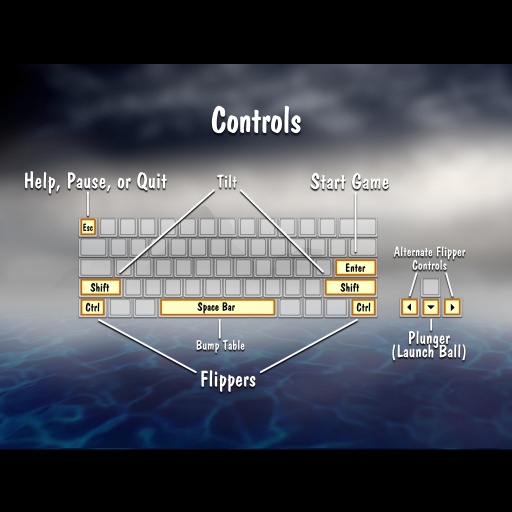 Controls
Help, Pause, or Quit
Tilt
Start Game
Esc
Alternate Flipper
Controls
Enter
Shift
Shift
Ctrl
Space Bar
Ctrl
Plunger
(Launch Ball)
Bump Table
Flippers